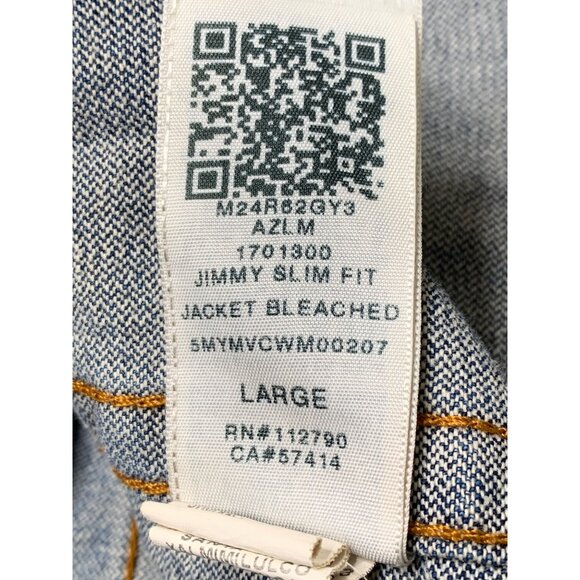 M24R62GY3
AZLM
1701300
JIMMY SLIM FIT
JACKET BLEACHED
5MYMVCWM00207
LARGE
RN#112790
CA#57414